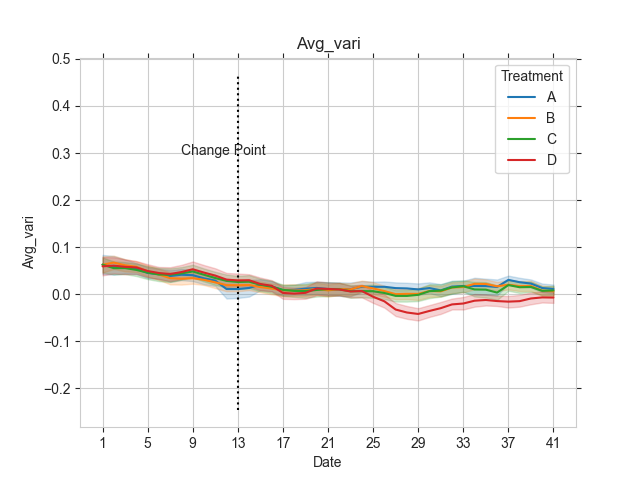 Avg_vari
0.5
0.4
0.3
0.2
0.1
0.0
−0.1
−0.2
Avg_vari
Change Point
Treatment
A
B
C
D
1 5 9 13 17 21 25 29 33 37 41
Date